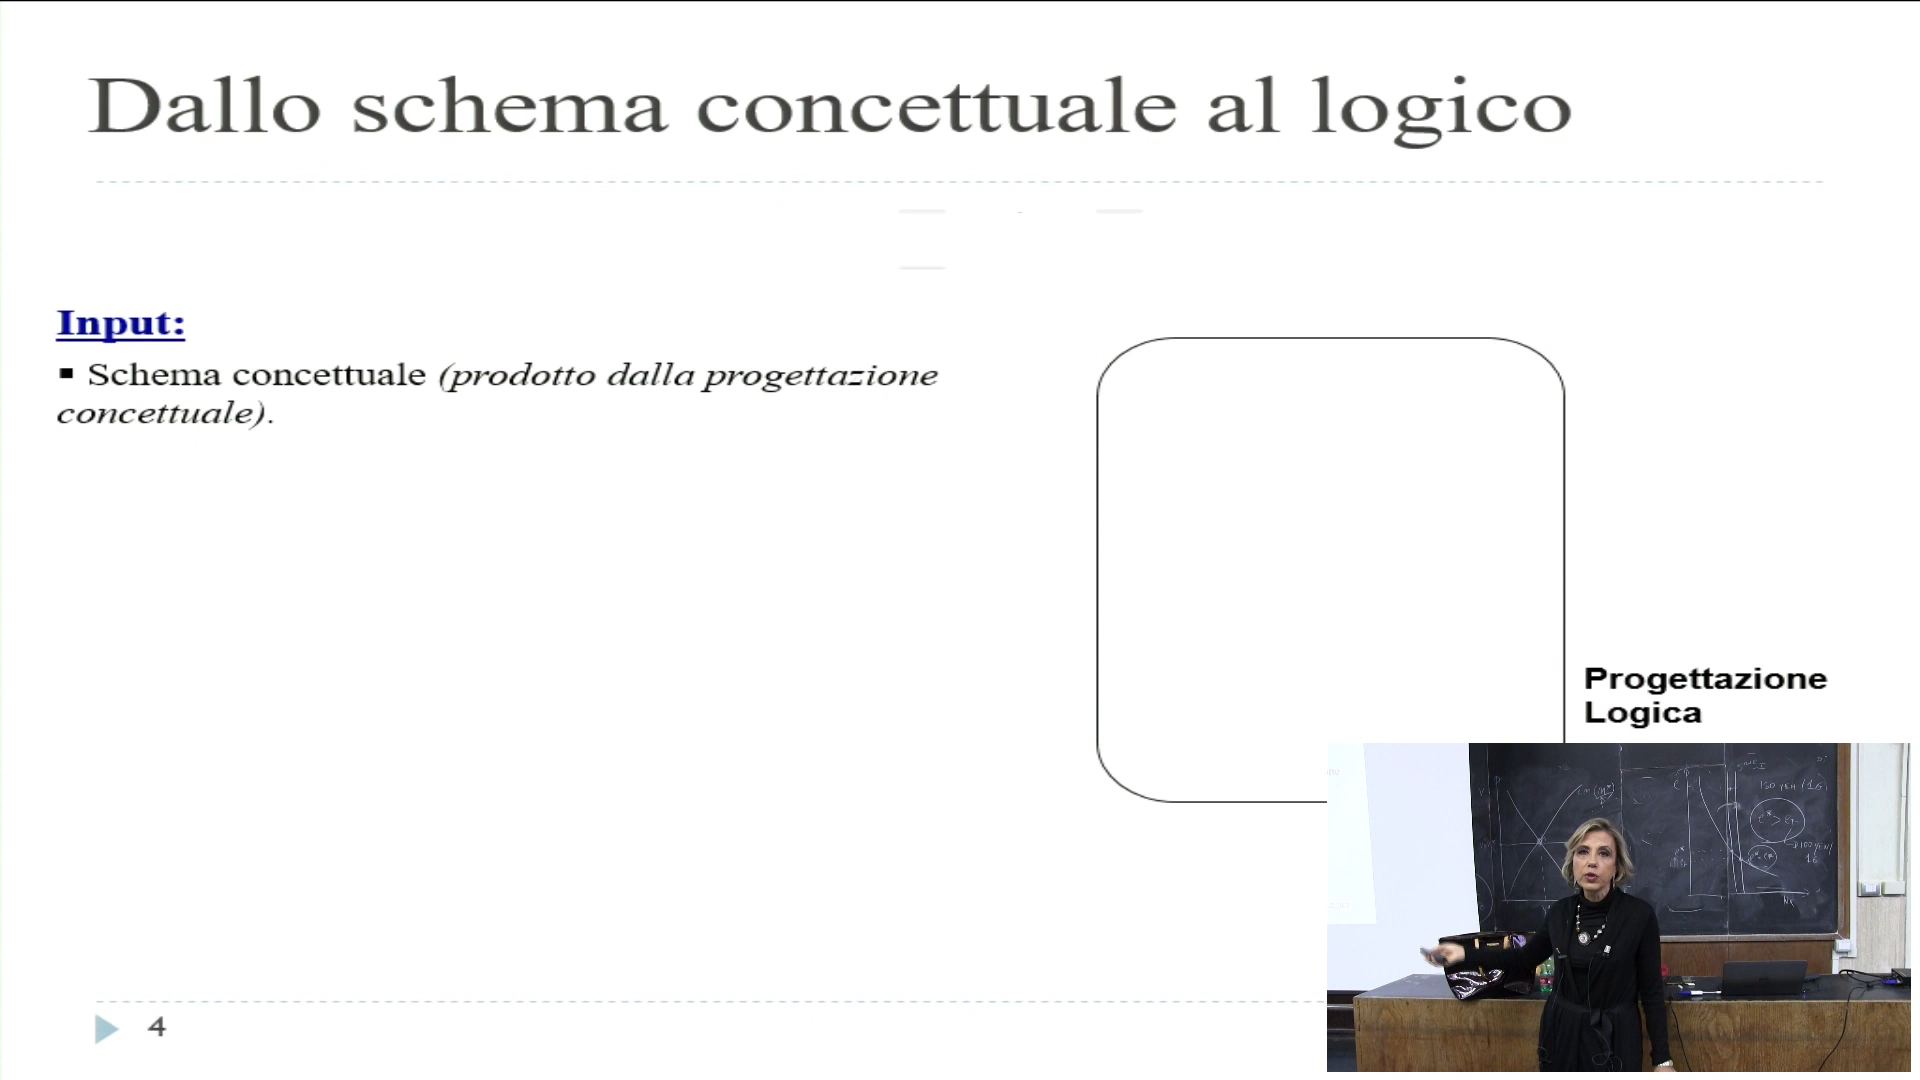 Dallo schema concettuale al logico
Input:
▪ Schema concettuale (prodotto dalla progettazione
concettuale).
Progettazione
Logica
4